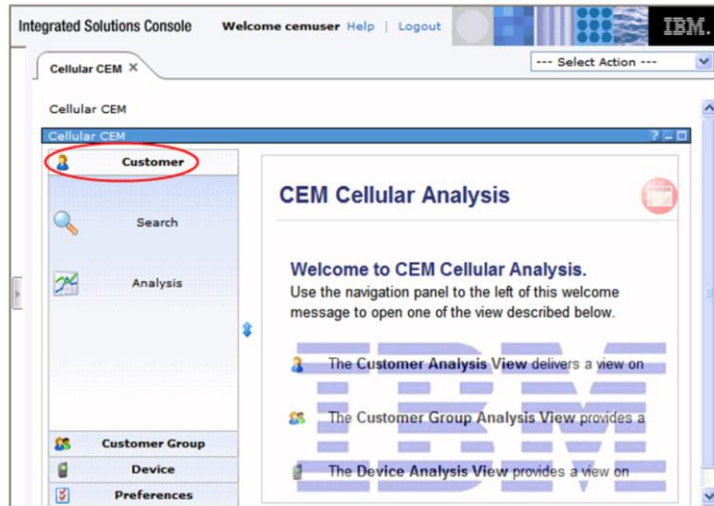 Integrated Solutions Console Welcome cemuser Help | Logout IBM.
Cellular CEM X --- Select Action ---
Cellular CEM
Cellular CEM ? – □
Customer
Search
Analysis
Customer Group
Device
Preferences
CEM Cellular Analysis
Welcome to CEM Cellular Analysis.
Use the navigation panel to the left of this welcome
message to open one of the view described below.
The Customer Analysis View delivers a view on
The Customer Group Analysis View provides a
The Device Analysis View provides a view on
IBM